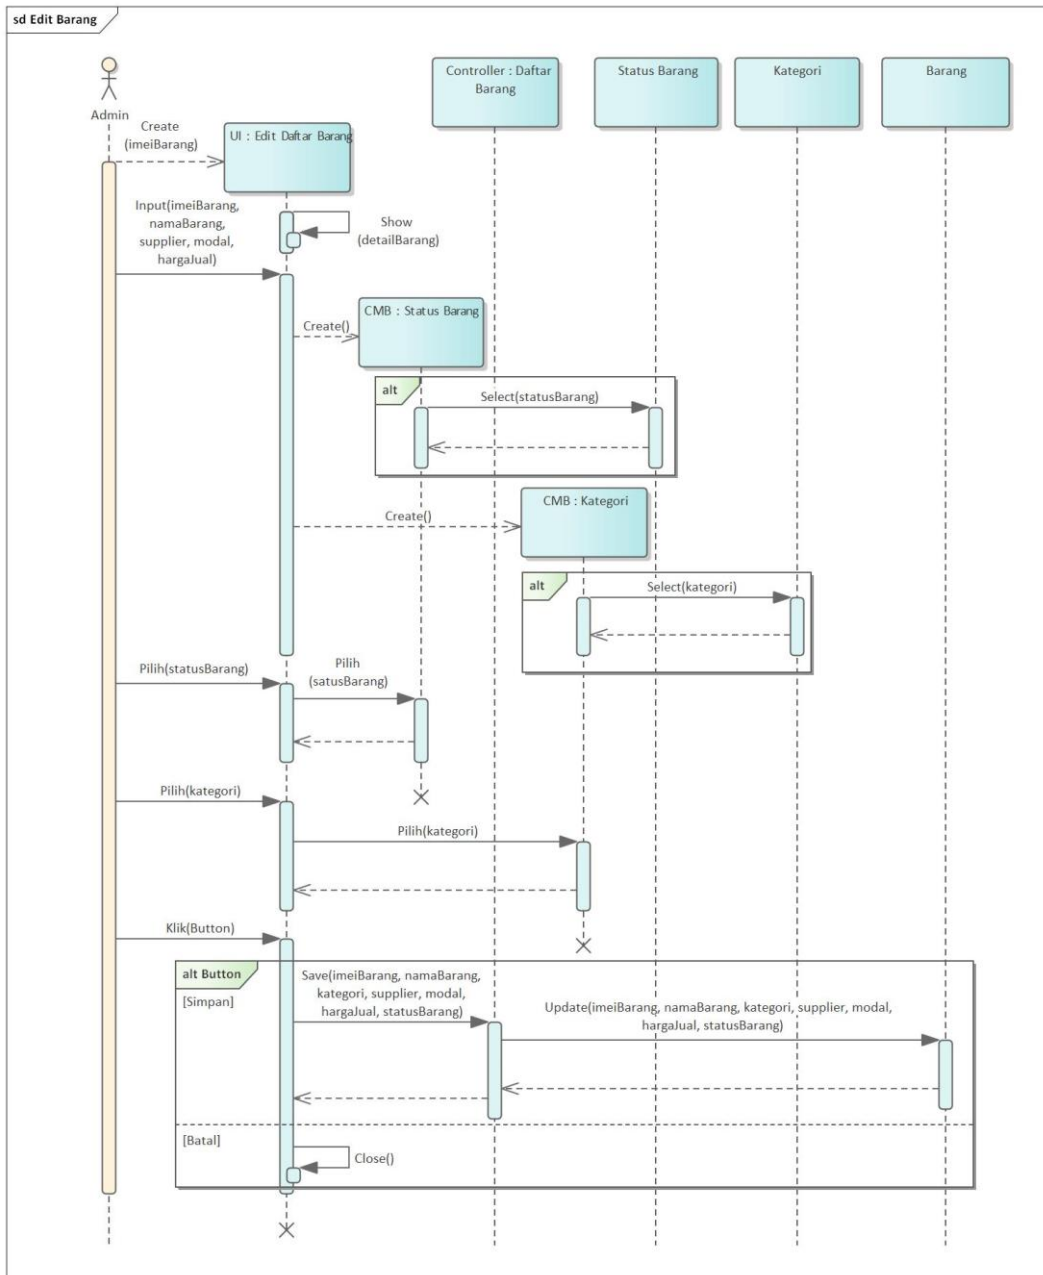 sd Edit Barang
Controller : Daftar
Barang
Status Barang
Kategori
Barang
Admin
Create
(imeiBarang)
UI : Edit Daftar Barang
Input(imeiBarang,
namaBarang,
supplier, modal,
hargaJual)
Show
(detailBarang)
Create()
CMB : Status Barang
alt
Select(statusBarang)
Create()
CMB : Kategori
alt
Select(kategori)
Pilih(statusBarang)
Pilih
(satusBarang)
Pilih(kategori)
Pilih(kategori)
Klik(Button)
alt Button
[Simpan]
Save(imeiBarang, namaBarang,
kategori, supplier, modal,
hargaJual, statusBarang)
Update(imeiBarang, namaBarang, kategori, supplier, modal,
hargaJual, statusBarang)
[Batal]
Close()